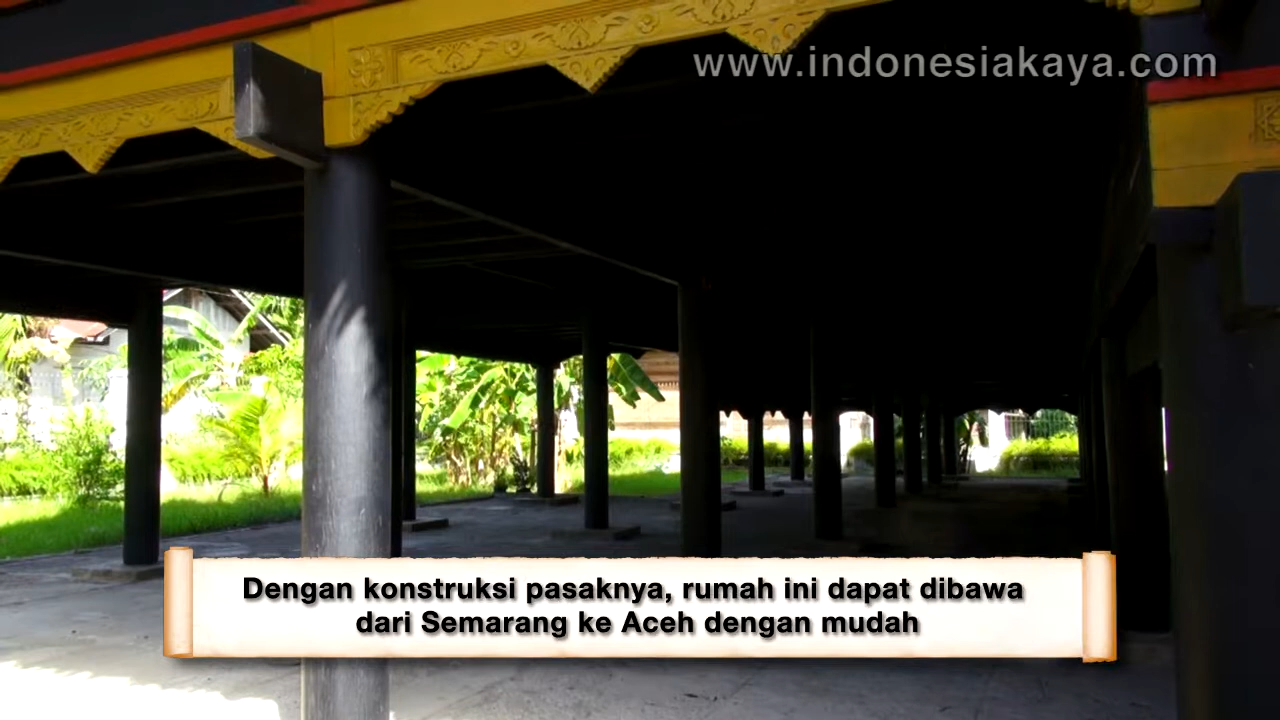 www.indonesiakaya.com
Dengan konstruksi pasaknya, rumah ini dapat dibawa
dari Semarang ke Aceh dengan mudah